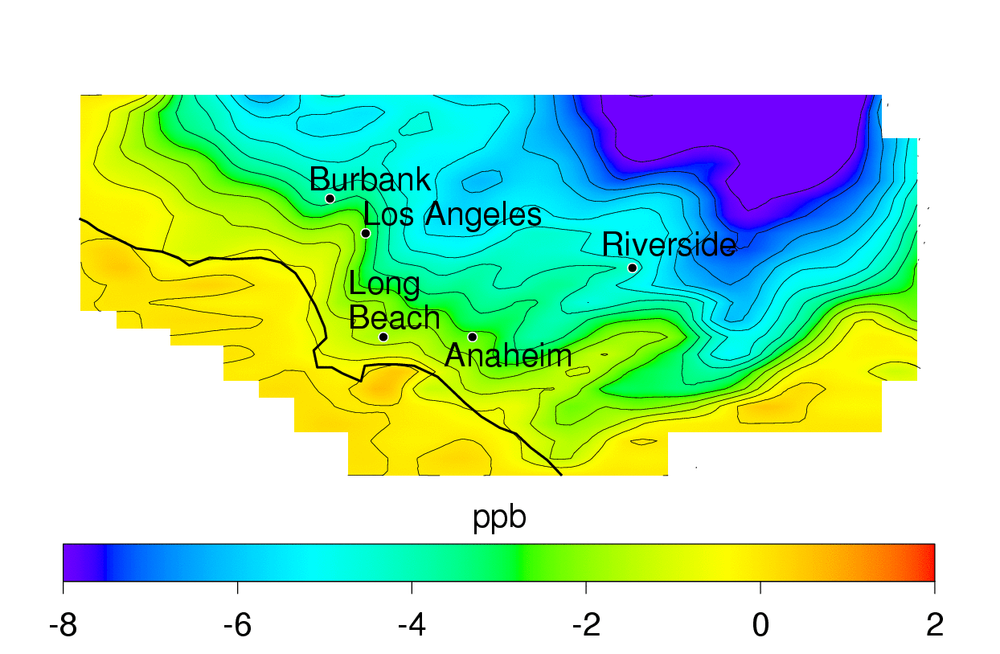 Burbank
Los Angeles
Riverside
Long
Beach
Anaheim
ppb
-8 -6 -4 -2 0 2